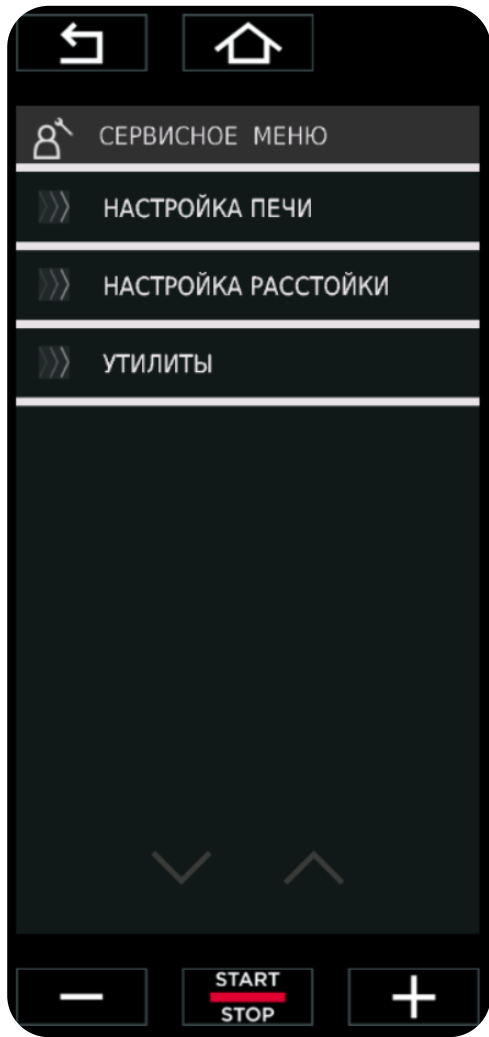 СЕРВИСНОЕ МЕНЮ
НАСТРОЙКА ПЕЧИ
НАСТРОЙКА РАССТОЙКИ
УТИЛИТЫ
START
STOP